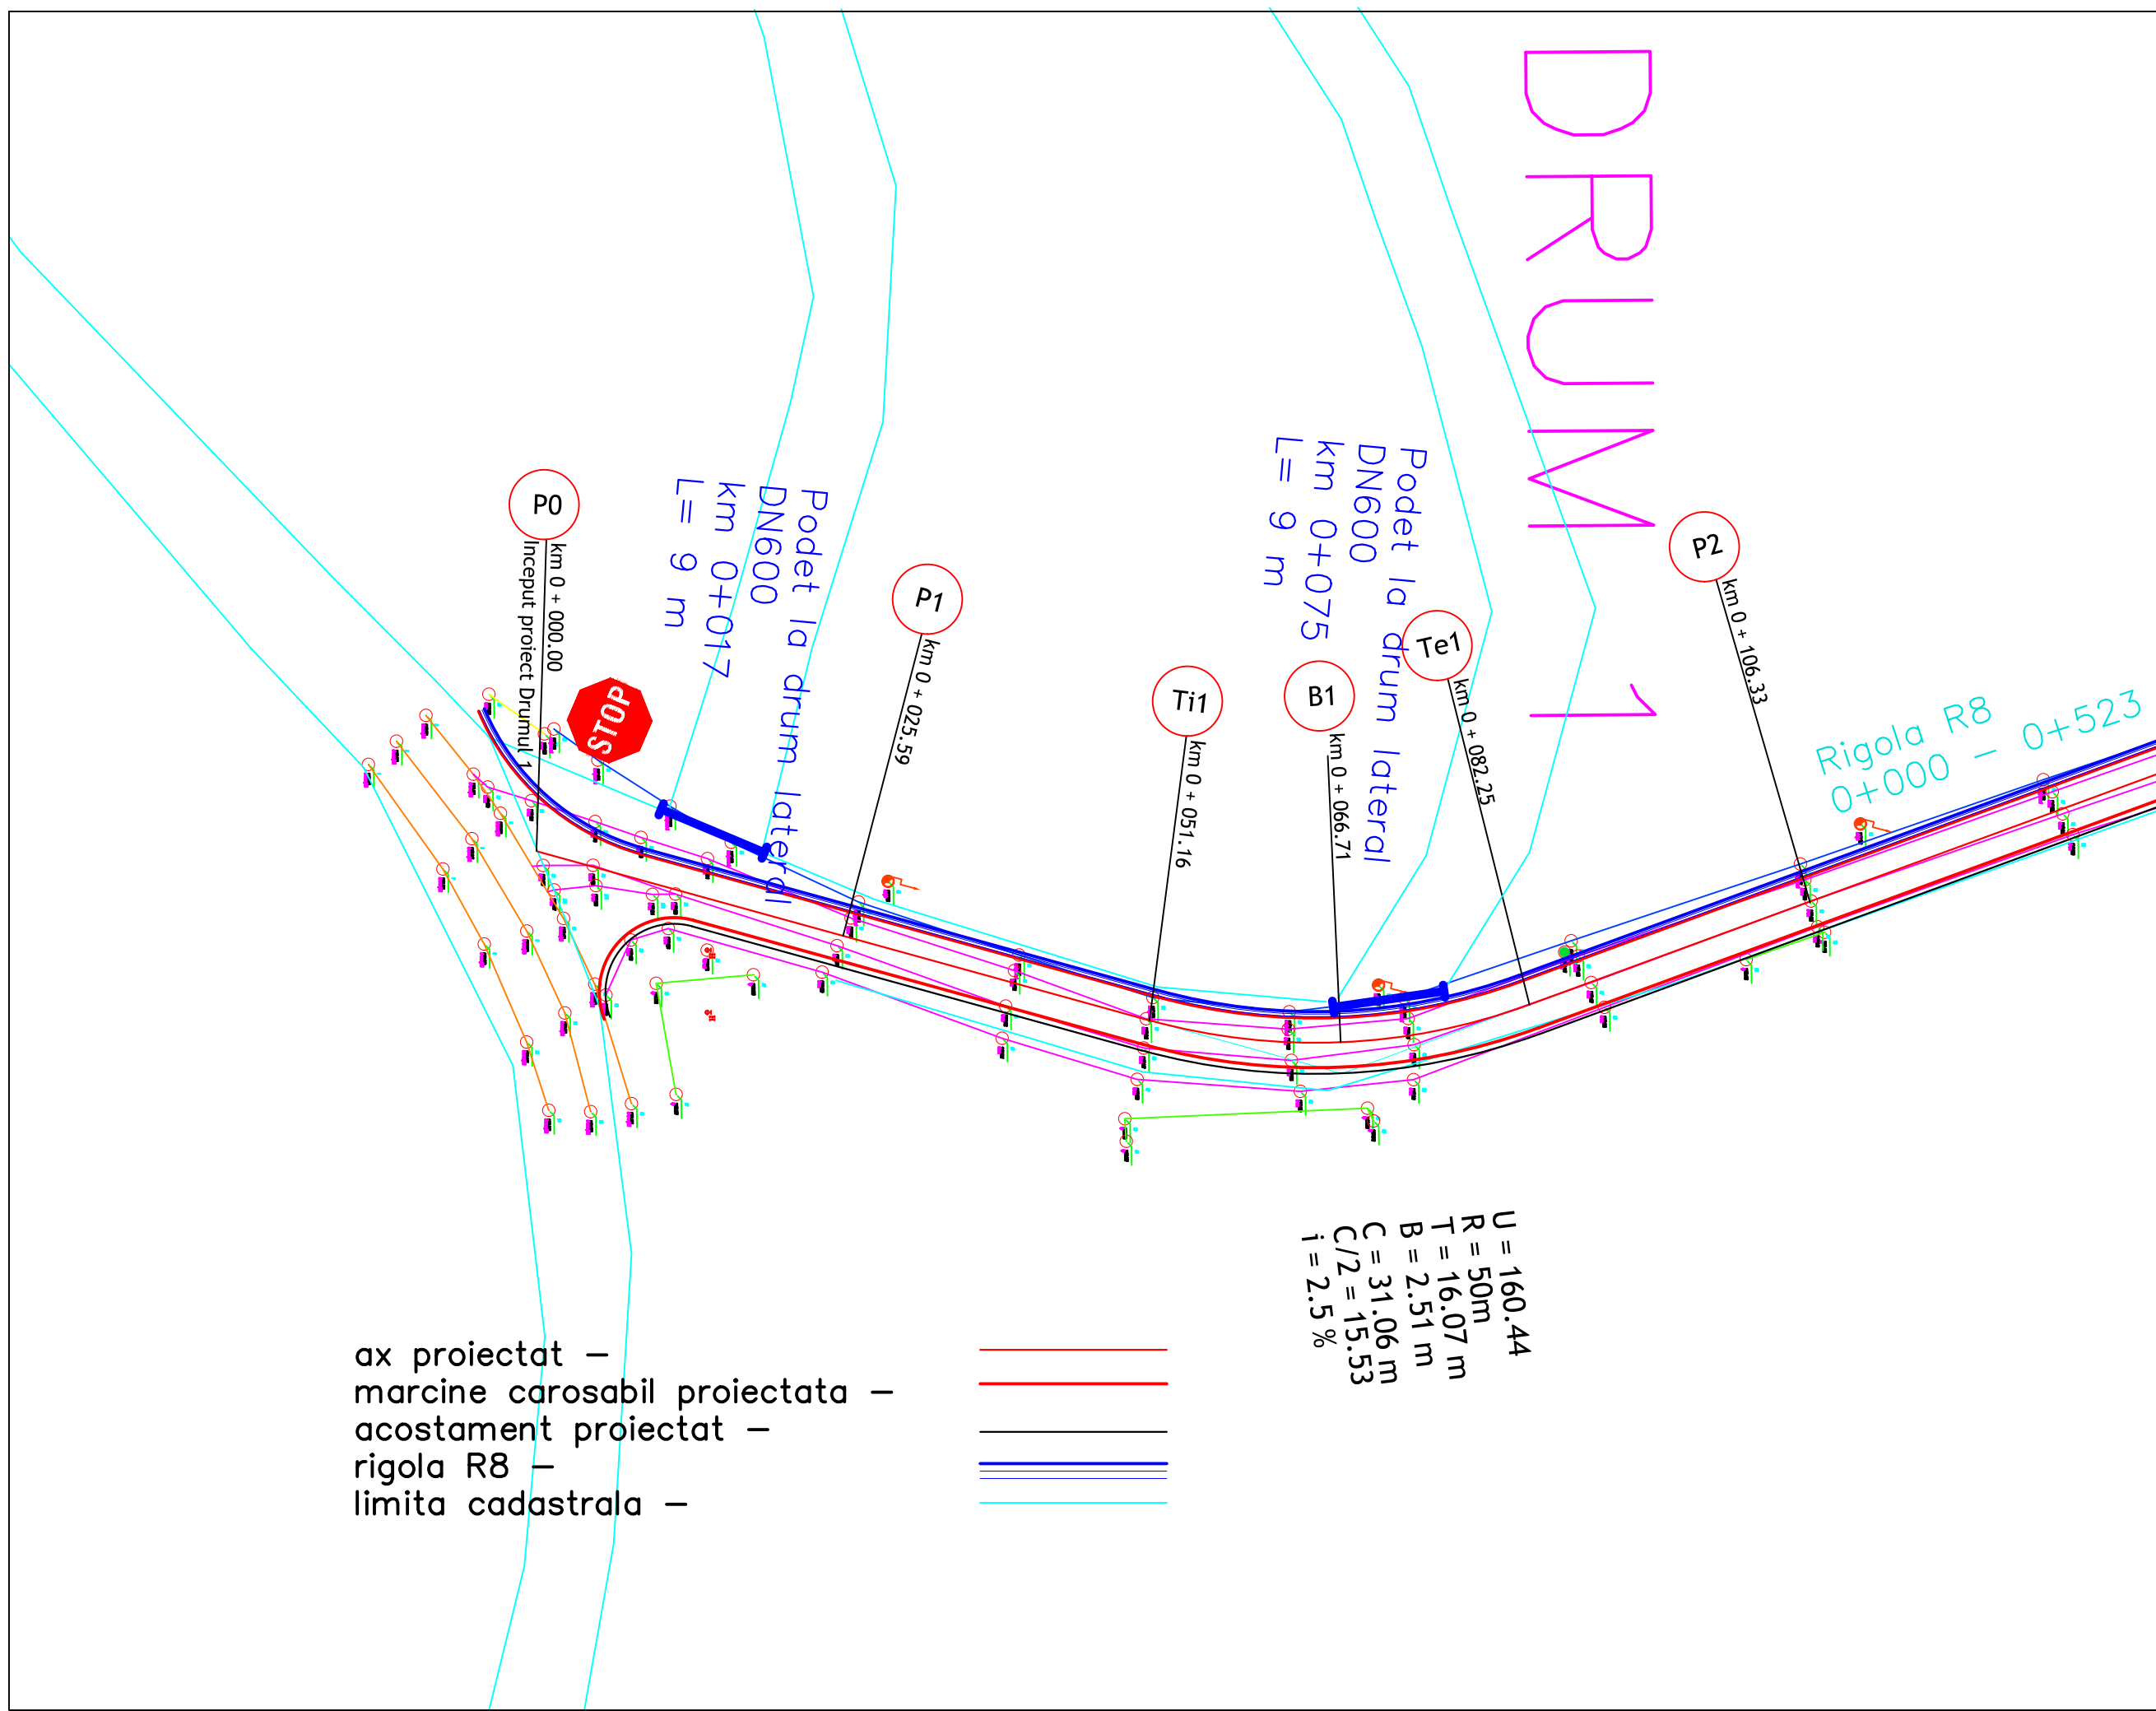 DRUM 1
P0
km 0 + 000.00
Inceput proiect Drumul 1
STOP
Podet la drum lateral
DN600
km 0+017
L= 9 m
P1
km 0 + 025.59
Ti1
km 0 + 051.16
Podet la drum lateral
DN600
km 0+075
L= 9 m
B1
km 0 + 066.71
Te1
km 0 + 082.25
P2
km 0 + 106.33
Rigola R8
0+000 - 0+523
U = 160.44
R = 50m
T = 16.07 m
B = 2.51 m
C = 31.06 m
C/2 = 15.53
i = 2.5 %
ax proiectat -
marcine carosabil proiectata -
acostament proiectat -
rigola R8 -
limita cadastrala -